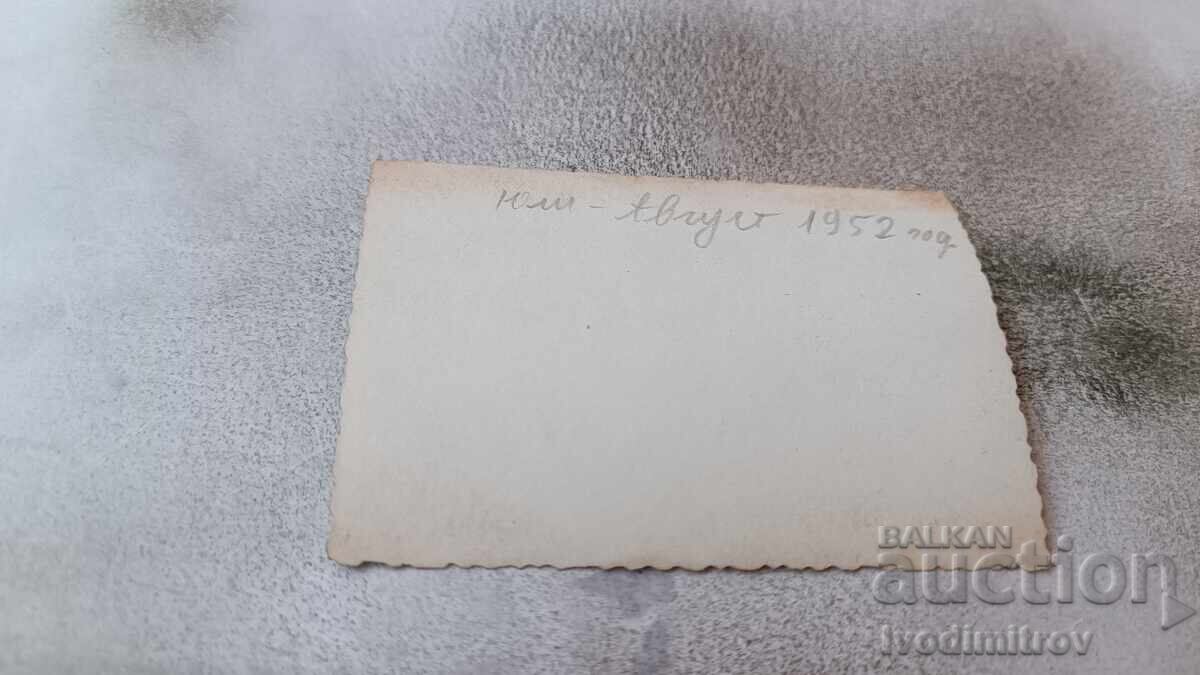 Юли - Август 1952 год.
BALKAN
auction
Ivodimitrov